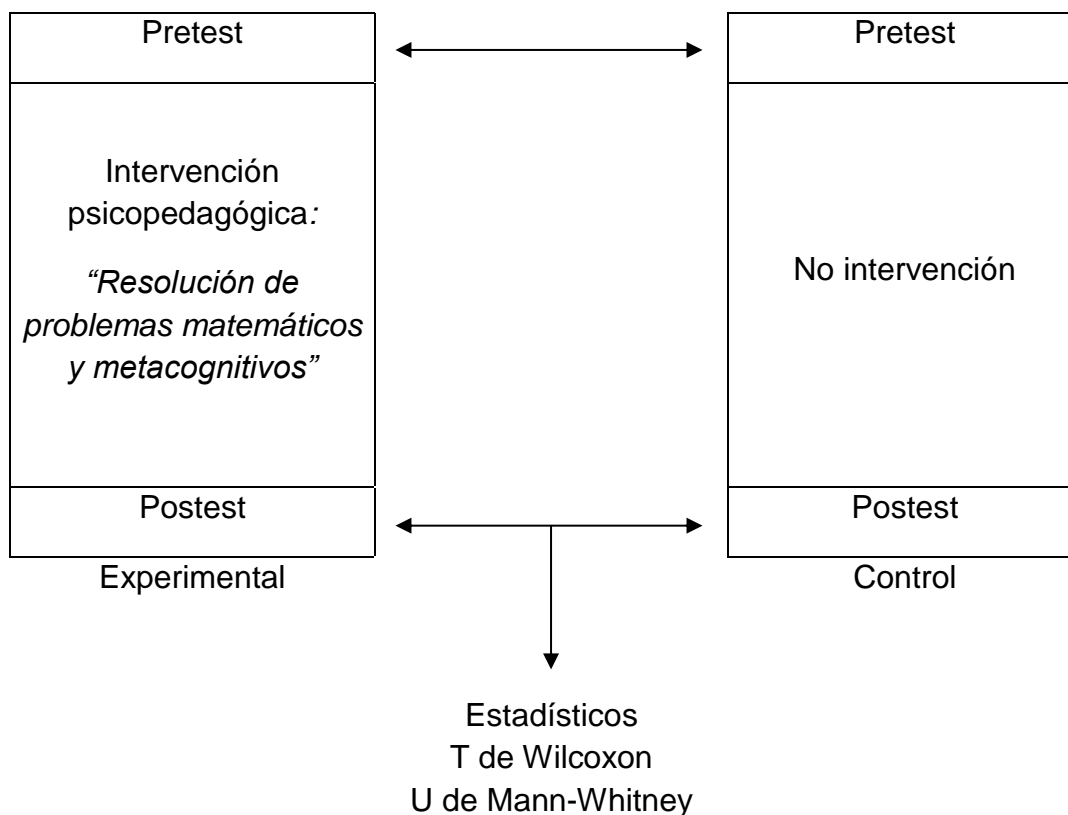 Pretest
Pretest
Intervención
psicopedagógica:
“Resolución de
problemas matemáticos
y metacognitivos”
No intervención
Postest
Postest
Experimental
Control
Estadísticos
T de Wilcoxon
U de Mann-Whitney